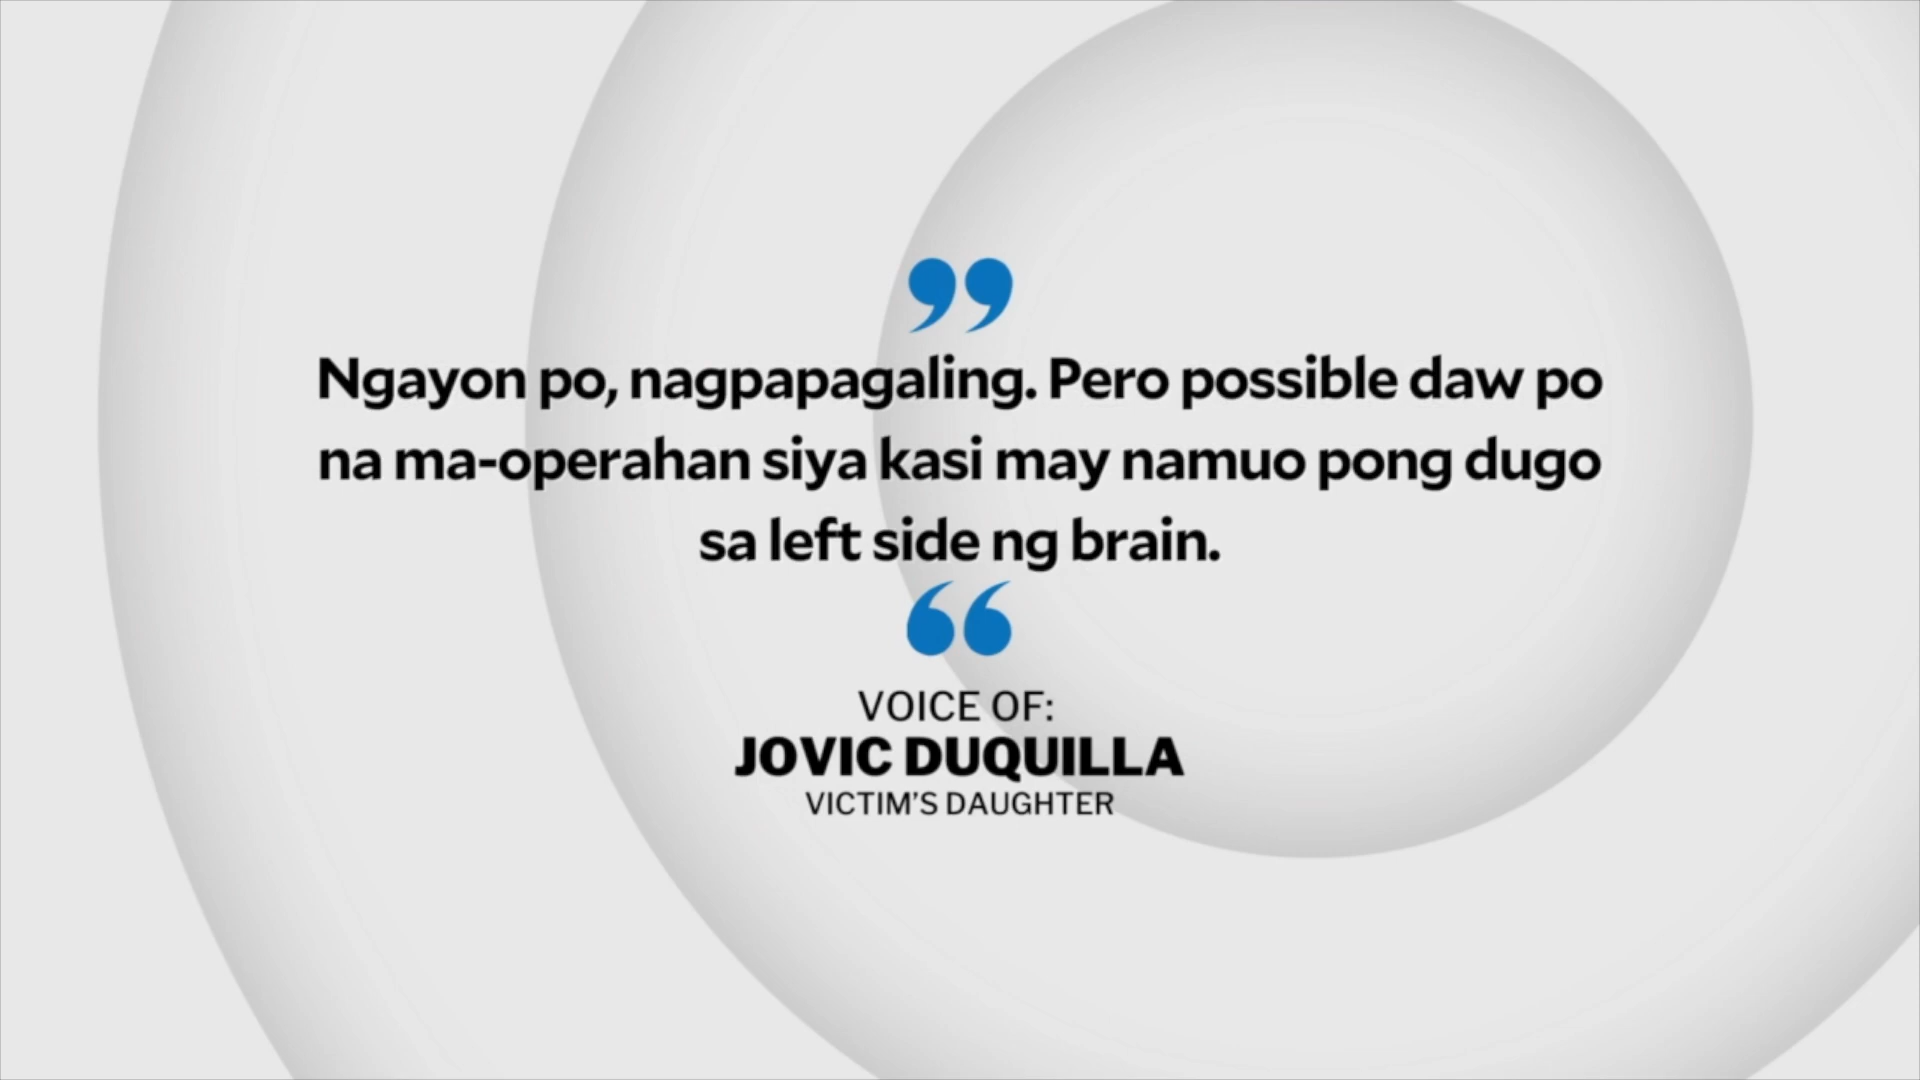 ”
Ngayon po, nagpapagaling. Pero possible daw po
na ma-operahan siya kasi may namuo pong dugo
sa left side ng brain.
“
VOICE OF:
JOVIC DUQUILLA
VICTIM’S DAUGHTER